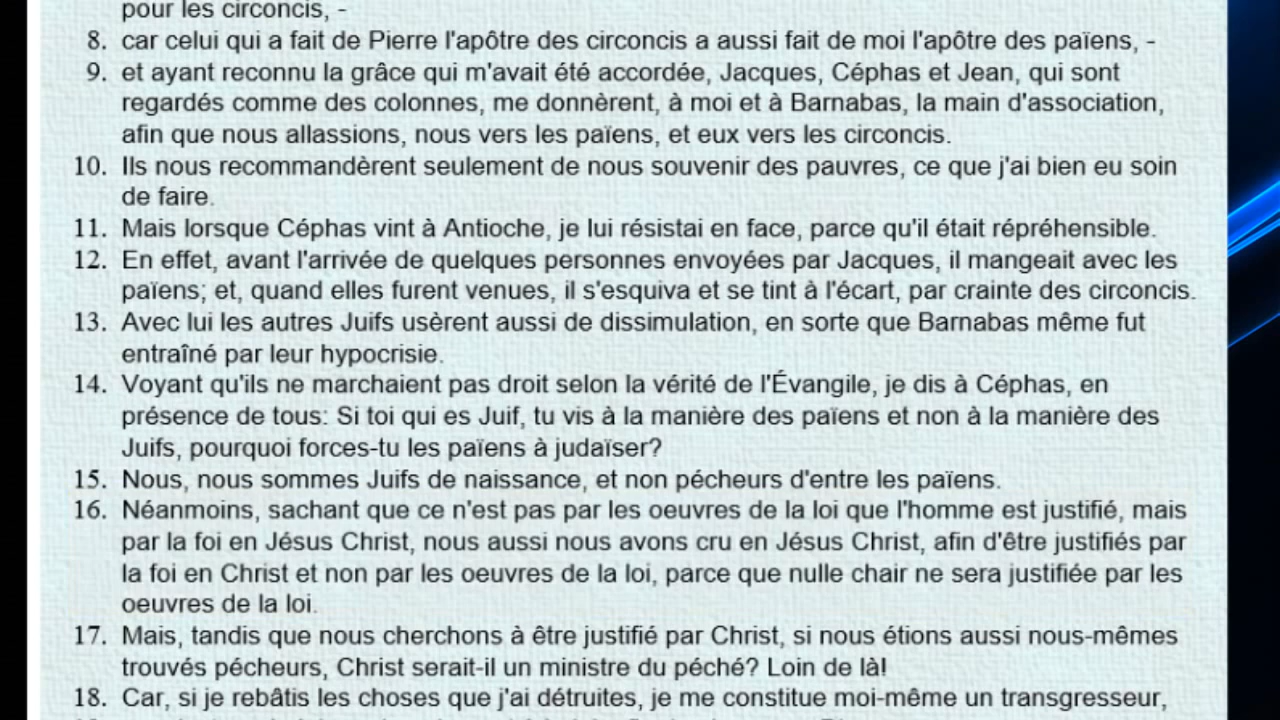 pour les circoncis, -
8. car celui qui a fait de Pierre l'apôtre des circoncis a aussi fait de moi l'apôtre des païens, -
9. et ayant reconnu la grâce qui m'avait été accordée, Jacques, Céphas et Jean, qui sont
regardés comme des colonnes, me donnèrent, à moi et à Barnabas, la main d'association,
afin que nous allassions, nous vers les païens, et eux vers les circoncis.
10. Ils nous recommandèrent seulement de nous souvenir des pauvres, ce que j'ai bien eu soin
de faire.
11. Mais lorsque Céphas vint à Antioche, je lui résistai en face, parce qu'il était répréhensible.
12. En effet, avant l'arrivée de quelques personnes envoyées par Jacques, il mangeait avec les
païens; et, quand elles furent venues, il s'esquiva et se tint à l'écart, par crainte des circoncis.
13. Avec lui les autres Juifs usèrent aussi de dissimulation, en sorte que Barnabas même fut
entraîné par leur hypocrisie.
14. Voyant qu'ils ne marchaient pas droit selon la vérité de l'Évangile, je dis à Céphas, en
présence de tous: Si toi qui es Juif, tu vis à la manière des païens et non à la manière des
Juifs, pourquoi forces-tu les païens à judaïser?
15. Nous, nous sommes Juifs de naissance, et non pécheurs d'entre les païens.
16. Néanmoins, sachant que ce n'est pas par les oeuvres de la loi que l'homme est justifié, mais
par la foi en Jésus Christ, nous aussi nous avons cru en Jésus Christ, afin d'être justifiés par
la foi en Christ et non par les oeuvres de la loi, parce que nulle chair ne sera justifiée par les
oeuvres de la loi.
17. Mais, tandis que nous cherchons à être justifié par Christ, si nous étions aussi nous-mêmes
trouvés pécheurs, Christ serait-il un ministre du péché? Loin de là!
18. Car, si je rebâtis les choses que j'ai détruites, je me constitue moi-même un transgresseur,